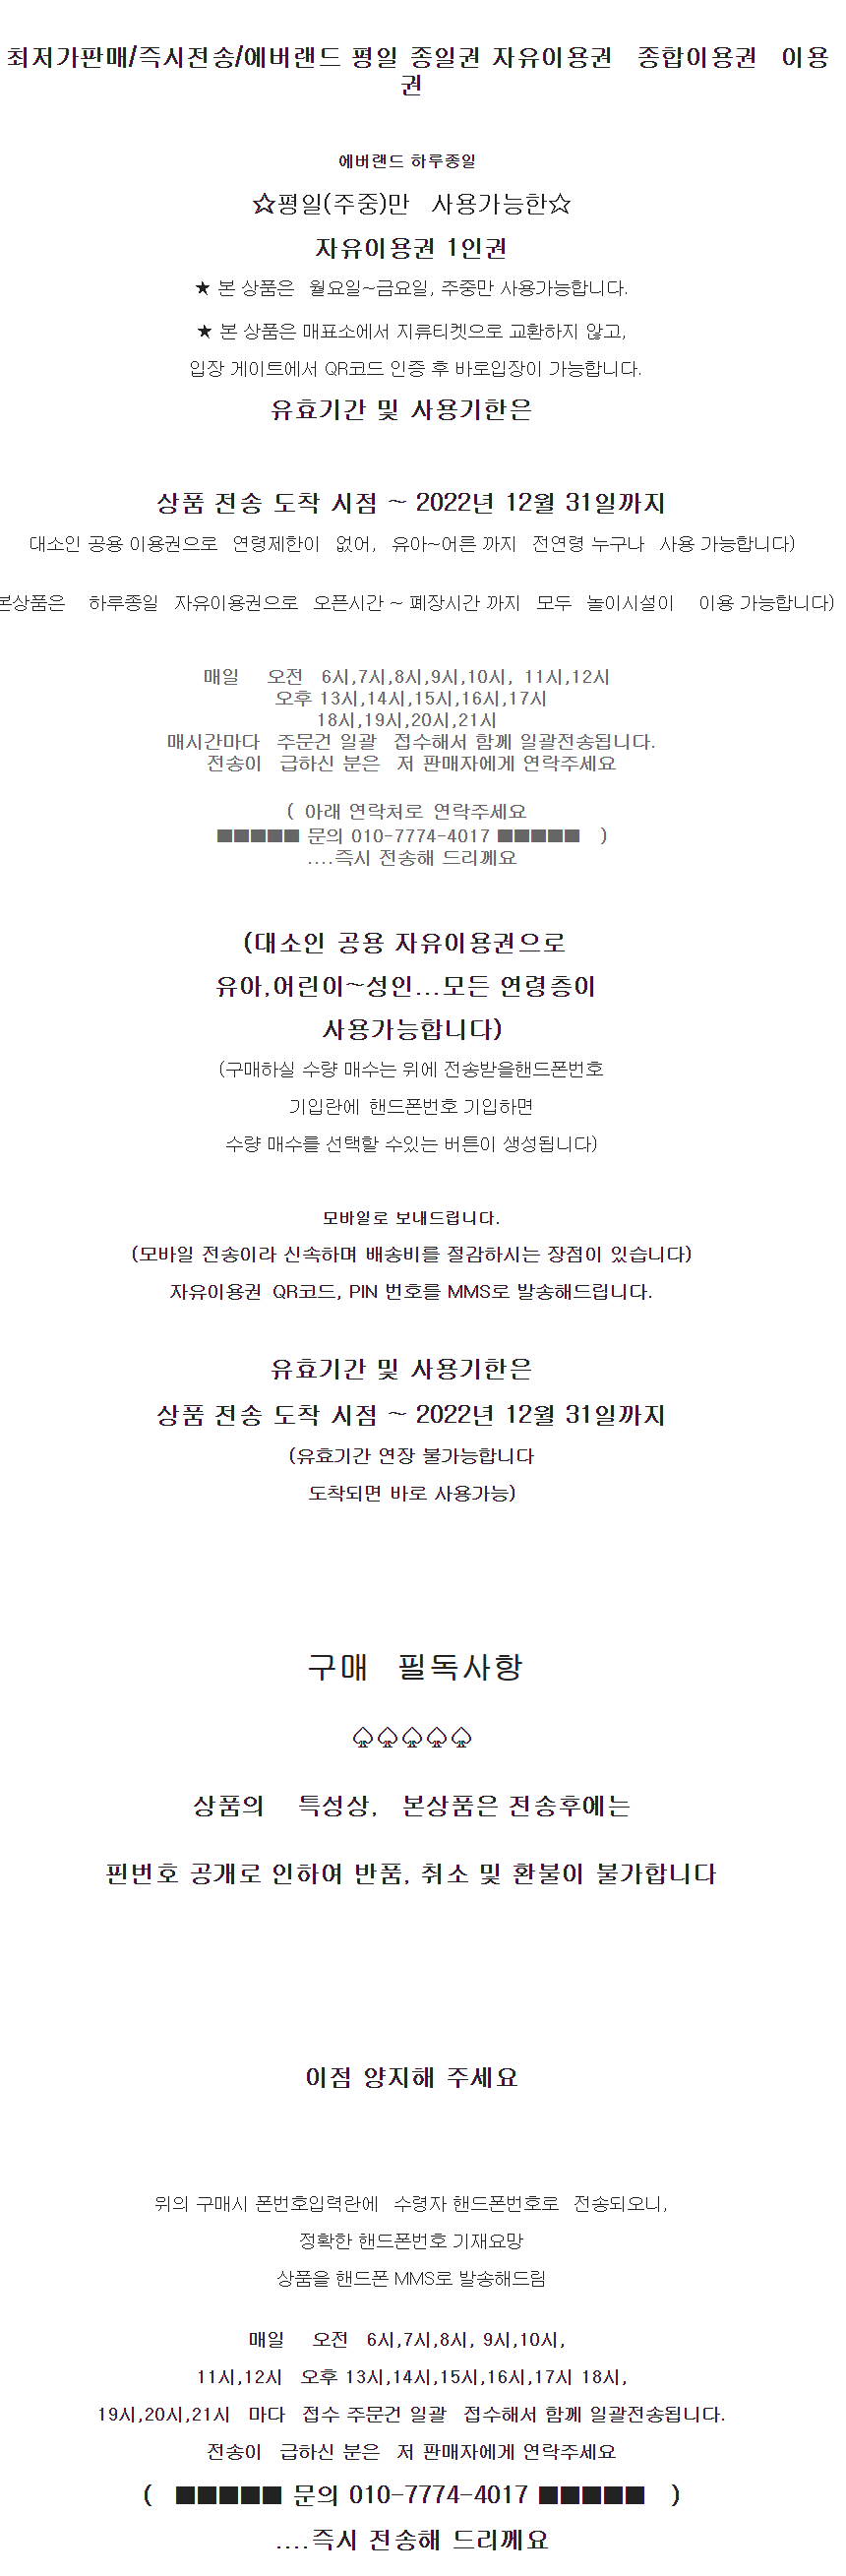 최저가판매/즉시전송/에버랜드 평일 종일권 자유이용권 종합이용권 이용
권
에버랜드 하루종일
☆평일(주중)만 사용가능한☆
자유이용권 1인권
★ 본 상품은 월요일~금요일, 주중만 사용가능합니다.
★ 본 상품은 매표소에서 지류티켓으로 교환하지 않고,
입장 게이트에서 QR코드 인증 후 바로입장이 가능합니다.
유효기간 및 사용기한은
상품 전송 도착 시점 ~ 2022년 12월 31일까지
대소인 공용 이용권으로 연령제한이 없어, 유아~어른 까지 전연령 누구나 사용 가능합니다)
본상품은 하루종일 자유이용권으로 오픈시간 ~ 폐장시간 까지 모두 놀이시설이 이용 가능합니다)
매일 오전 6시,7시,8시,9시,10시, 11시,12시
오후 13시,14시,15시,16시,17시
18시,19시,20시,21시
매시간마다 주문건 일괄 접수해서 함께 일괄전송됩니다.
전송이 급하신 분은 저 판매자에게 연락주세요
( 아래 연락처로 연락주세요
■■■■■ 문의 010-7774-4017 ■■■■■ )
....즉시 전송해 드리께요
(대소인 공용 자유이용권으로
유아,어린이~성인...모든 연령층이
사용가능합니다)
(구매하실 수량 매수는 위에 전송받을핸드폰번호
기입란에 핸드폰번호 기입하면
수량 매수를 선택할 수있는 버튼이 생성됩니다)
모바일로 보내드립니다.
(모바일 전송이라 신속하며 배송비를 절감하시는 장점이 있습니다)
자유이용권 QR코드, PIN 번호를 MMS로 발송해드립니다.
유효기간 및 사용기한은
상품 전송 도착 시점 ~ 2022년 12월 31일까지
(유효기간 연장 불가능합니다
도착되면 바로 사용가능)
구매 필독사항
♤♤♤♤♤
상품의 특성상, 본상품은 전송후에는
핀번호 공개로 인하여 반품, 취소 및 환불이 불가합니다
이점 양지해 주세요
위의 구매시 폰번호입력란에 수령자 핸드폰번호로 전송되오니,
정확한 핸드폰번호 기재요망
상품을 핸드폰 MMS로 발송해드림
매일 오전 6시,7시,8시, 9시,10시,
11시,12시 오후 13시,14시,15시,16시,17시 18시,
19시,20시,21시 마다 접수 주문건 일괄 접수해서 함께 일괄전송됩니다.
전송이 급하신 분은 저 판매자에게 연락주세요
( ■■■■■ 문의 010-7774-4017 ■■■■■ )
....즉시 전송해 드리께요